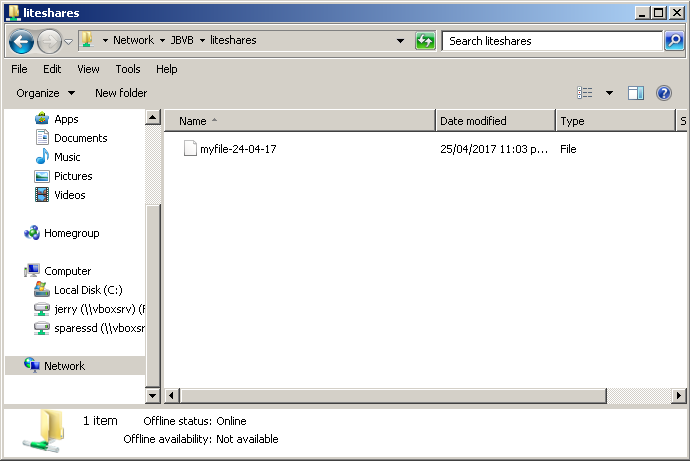 liteshares
Network JBVB liteshares
Search liteshares
File Edit View Tools Help
Organize New folder
Name Date modified Type S
Apps
Documents
Music
Pictures
Videos
Homegroup
Computer
Local Disk (C:)
jerry (\\vboxsrv) (
sparessd (\\vboxsr
Network
myfile-24-04-17 25/04/2017 11:03 p... File
1 item Offline status: Online
Offline availability: Not available